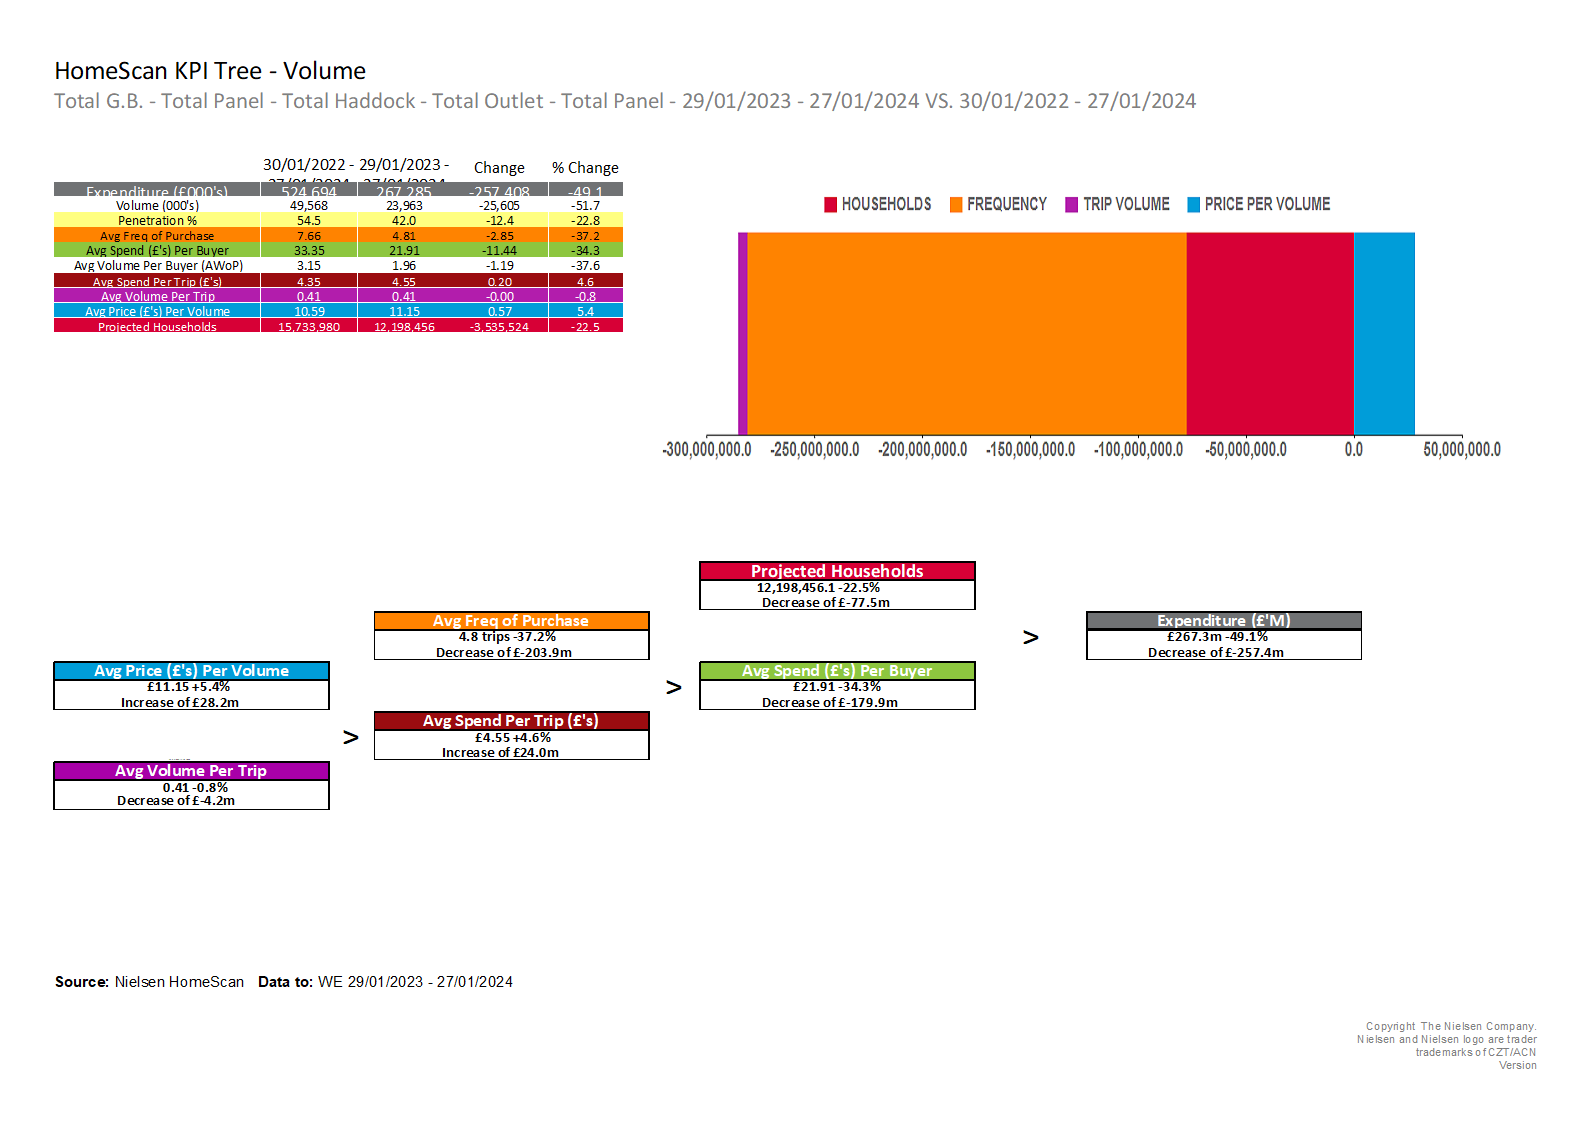 HomeScan KPI Tree - Volume
Total G.B. - Total Panel - Total Haddock - Total Outlet - Total Panel - 29/01/2023 - 27/01/2024 VS. 30/01/2022 - 27/01/2024
30/01/2022 - 29/01/2023 - Change % Change
27/01/2024 27/01/2024
Expenditure (£000's) 524,694 267,285 -257,408 -49.1
Volume (000's) 49,568 23,963 -25,605 -51.7
Penetration % 54.5 42.0 -12.4 -22.8
Avg Freq of Purchase 7.66 4.81 -2.85 -37.2
Avg Spend (£'s) Per Buyer 33.35 21.91 -11.44 -34.3
Avg Volume Per Buyer (AWoP) 3.15 1.96 -1.19 -37.6
Avg Spend Per Trip (£'s) 4.35 4.55 0.20 4.6
Avg Volume Per Trip 0.41 0.41 -0.00 -0.8
Avg Price (£'s) Per Volume 10.59 11.15 0.57 5.4
Projected Households 15,733,980 12,198,456 -3,535,524 -22.5
HOUSEHOLDS FREQUENCY TRIP VOLUME PRICE PER VOLUME
-300,000,000.0 -250,000,000.0 -200,000,000.0 -150,000,000.0 -100,000,000.0 -50,000,000.0 0.0 50,000,000.0
Projected Households
12,198,456.1 -22.5%
Decrease of £-77.5m
Avg Freq of Purchase
4.8 trips -37.2%
Decrease of £-203.9m
>
Expenditure (£'M)
£267.3m -49.1%
Decrease of £-257.4m
Avg Price (£'s) Per Volume
£11.15 +5.4%
Increase of £28.2m
>
Avg Spend (£'s) Per Buyer
£21.91 -34.3%
Decrease of £-179.9m
>
Avg Spend Per Trip (£'s)
£4.55 +4.6%
Increase of £24.0m
Avg Volume Per Trip
0.41 -0.8%
Decrease of £-4.2m
Source: Nielsen HomeScan Data to: WE 29/01/2023 - 27/01/2024
Copyright The Nielsen Company.
Nielsen and Nielsen logo are trader
trademarks of CZT/ACN
Version